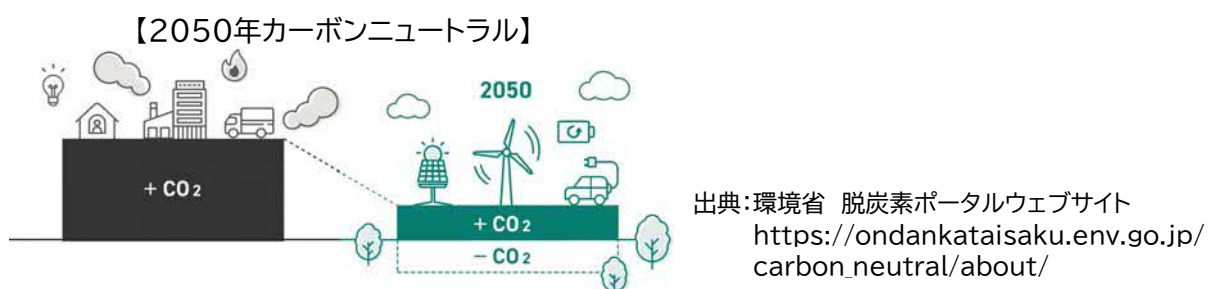 【2050年カーボンニュートラル】
2050
+ CO2
+ CO2
− CO2
出典:環境省 脱炭素ポータルウェブサイト
https://ondankataisaku.env.go.jp/
carbon_neutral/about/